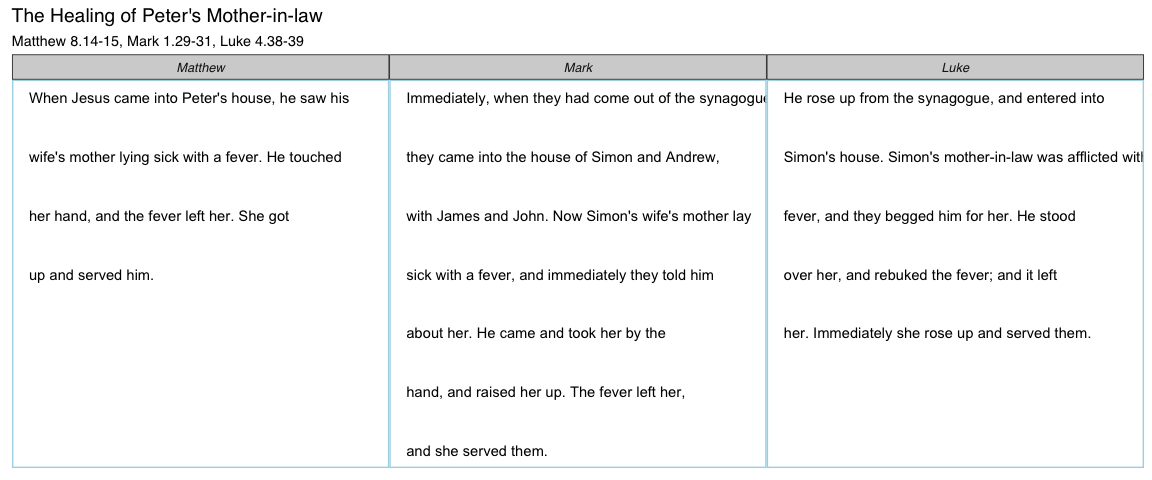 The Healing of Peter's Mother-in-law
Matthew 8.14-15, Mark 1.29-31, Luke 4.38-39
Matthew
Mark
Luke
When Jesus came into Peter's house, he saw his
wife's mother lying sick with a fever. He touched
her hand, and the fever left her. She got
up and served him.
Immediately, when they had come out of the synagogue
they came into the house of Simon and Andrew,
with James and John. Now Simon's wife's mother lay
sick with a fever, and immediately they told him
about her. He came and took her by the
hand, and raised her up. The fever left her,
and she served them.
He rose up from the synagogue, and entered into
Simon's house. Simon's mother-in-law was afflicted with
fever, and they begged him for her. He stood
over her, and rebuked the fever; and it left
her. Immediately she rose up and served them.